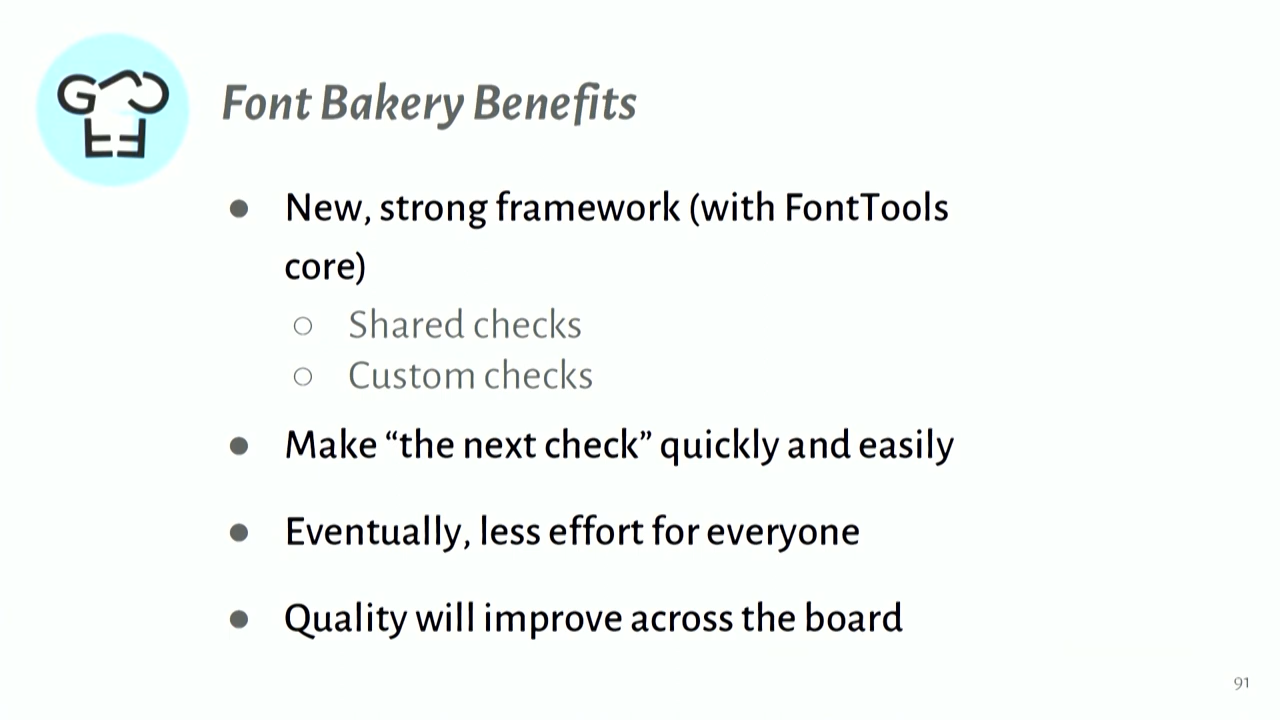 Font Bakery Benefits
● New, strong framework (with FontTools
core)
○ Shared checks
○ Custom checks
● Make “the next check” quickly and easily
● Eventually, less effort for everyone
● Quality will improve across the board
91